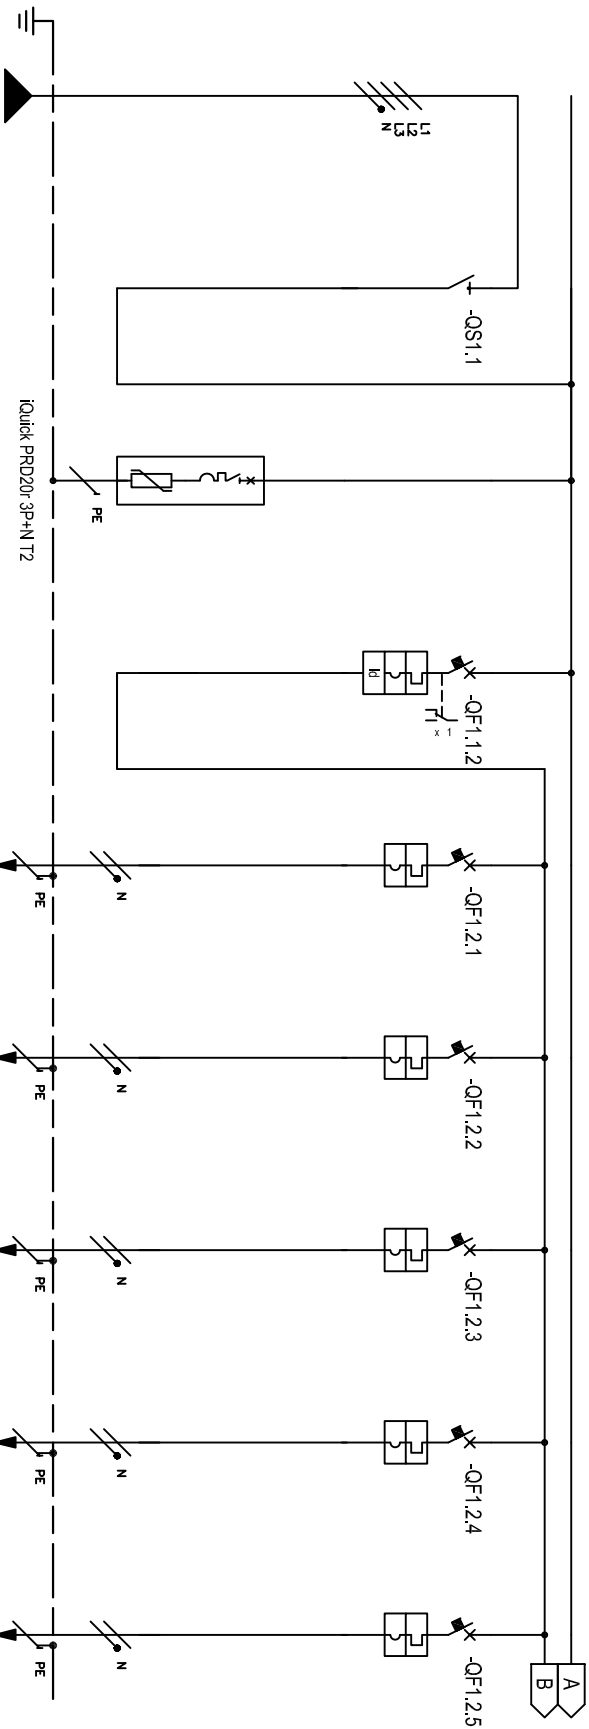 L1
L2
L3
N
-QS1.1
iQuick PRD20r 3P+N T2
PE
-QF1.1.2
Id
x 1
-QF1.2.1
N
PE
-QF1.2.2
N
PE
-QF1.2.3
N
PE
-QF1.2.4
N
PE
-QF1.2.5
N
PE
A
B